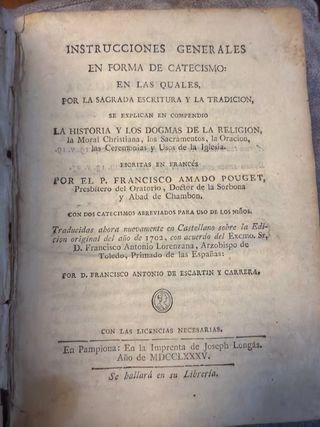 INSTRUCCIONES GENERALES
EN FORMA DE CATECISMO:
EN LAS QUALES,
POR LA SAGRADA ESCRITURA Y LA TRADICION,
SE EXPLICAN EN COMPENDIO
LA HISTORIA Y LOS DOGMAS DE LA RELIGION,
la Moral Christiana, los Sacramentos, la Oracion,
las Ceremonias y Usos de la Iglesia.
ESCRITAS EN FRANCÉS
POR EL P. FRANCISCO AMADO POUGET,
Presbítero del Oratorio, Doctor de la Sorbona
y Abad de Chambon.
CON DOS CATECISMOS ABREVIADOS PARA USO DE LOS NIÑOS.
Traducidas ahora nuevamente en Castellano sobre la Edi-
cion original del año de 1702, con acuerdo del Excmo. Sr.
D. Francisco Antonio Lorenzana, Arzobispo de
Toledo, Primado de las Españas:
POR D. FRANCISCO ANTONIO DE ESCARTIN Y CARRERA.
CON LAS LICENCIAS NECESARIAS.
En Pamplona: En la Imprenta de Joseph Longás.
Año de MDCCLXXXV.
Se hallará en su Librería.